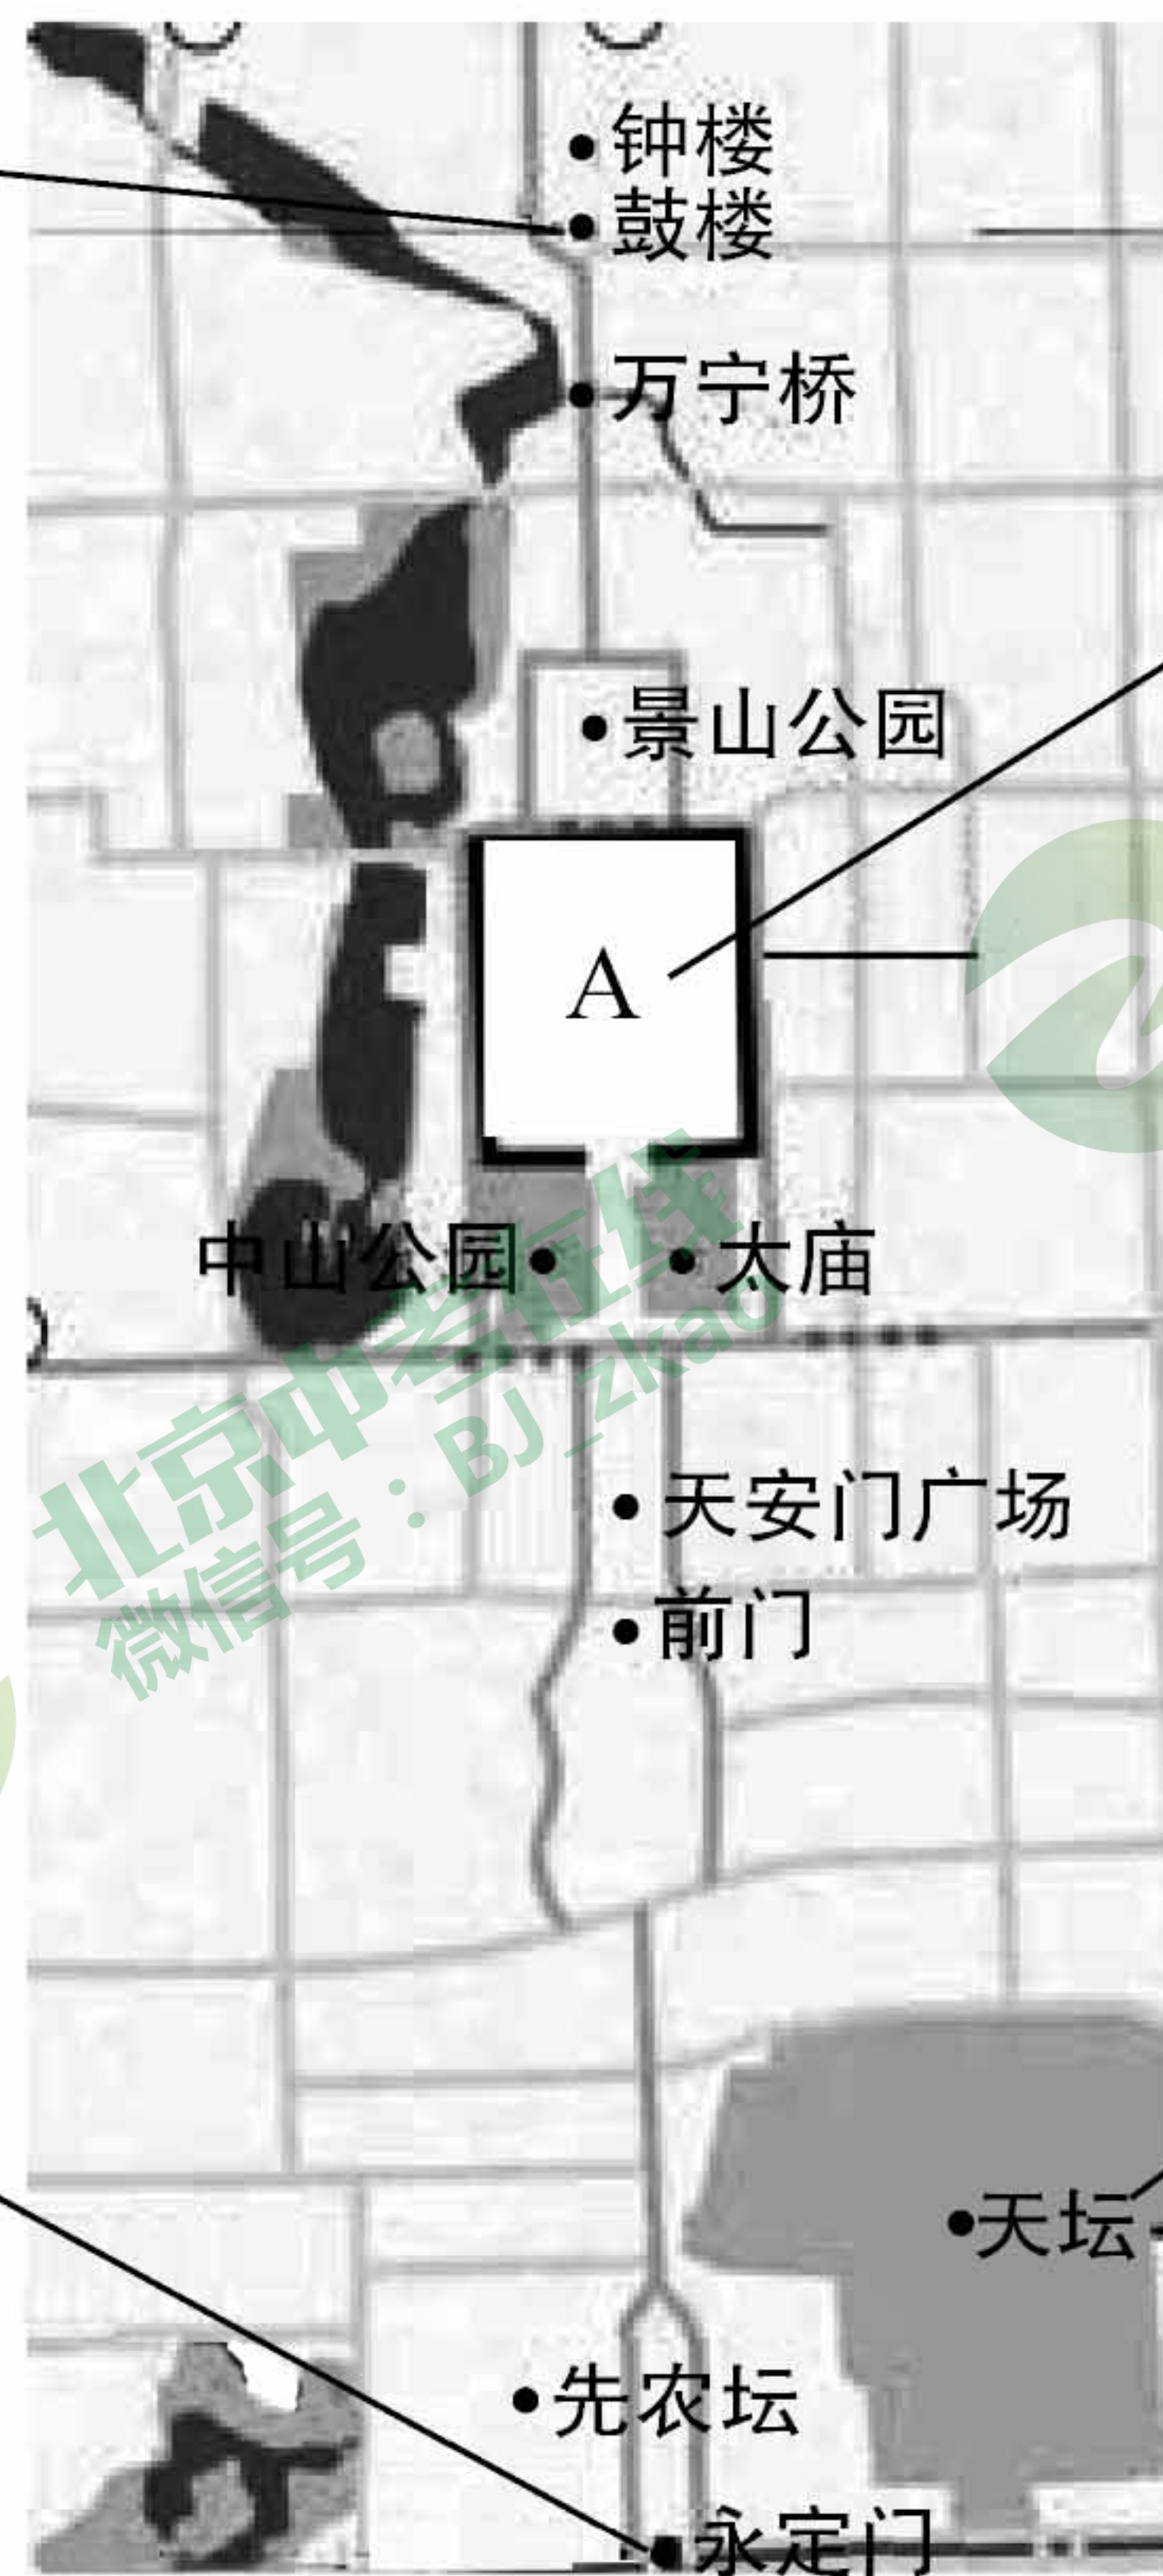 钟楼
鼓楼
万宁桥
景山公园
A
中山公园
太庙
北京中考在线
微信号：BJ_zkao
天安门广场
前门
天坛
先农坛
永定门